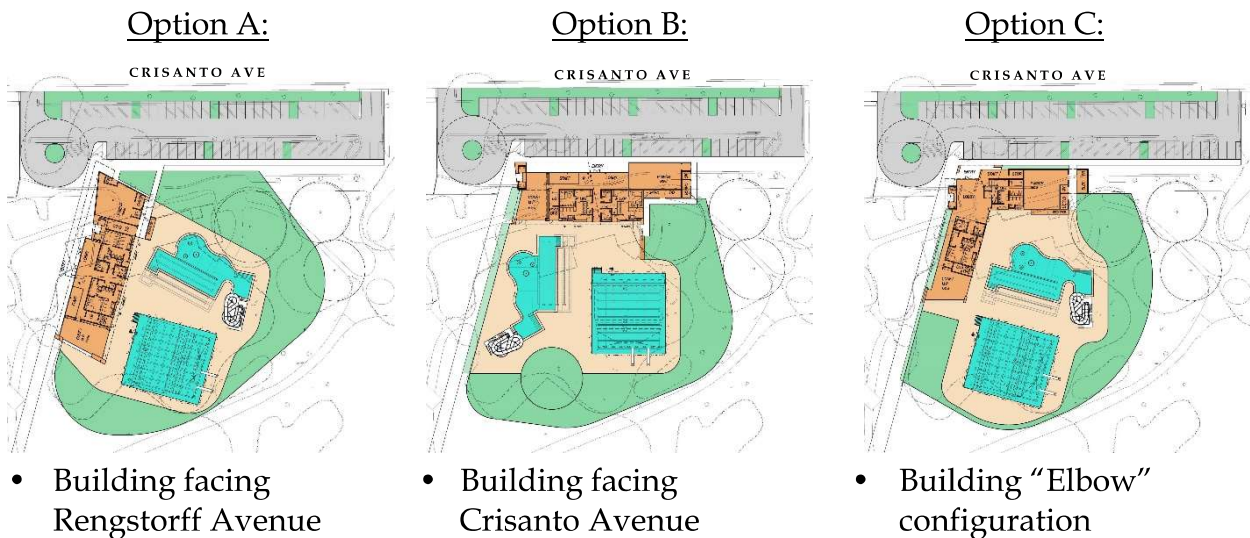 Option A:
Option B:
Option C:
CRISANTO AVE
CRISANTO AVE
CRISANTO AVE
• Building facing
Rengstorff Avenue
• Building facing
Crisanto Avenue
• Building “Elbow”
configuration